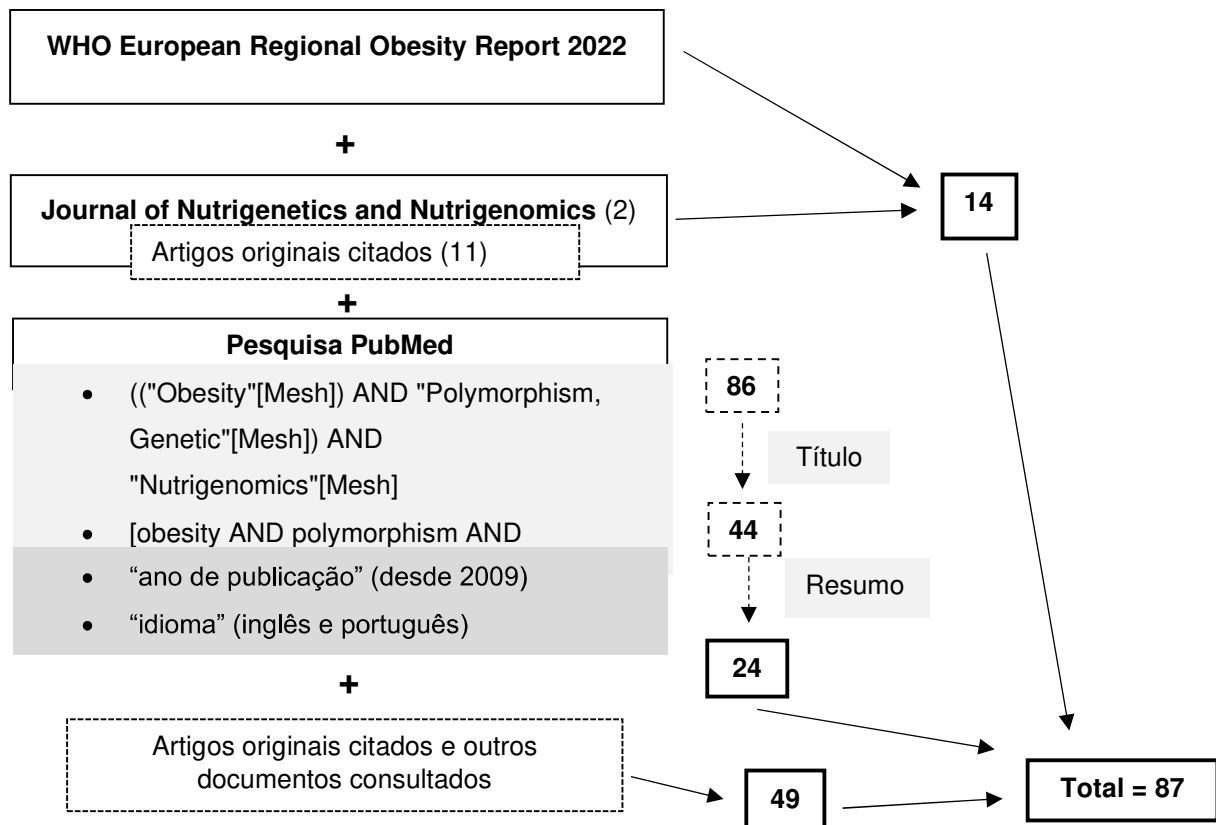 WHO European Regional Obesity Report 2022
+
Journal of Nutrigenetics and Nutrigenomics (2)
Artigos originais citados (11)
14
+
Pesquisa PubMed
• (("Obesity"[Mesh]) AND "Polymorphism,
Genetic"[Mesh]) AND
"Nutrigenomics"[Mesh]
• [obesity AND polymorphism AND
• “ano de publicação” (desde 2009)
• “idioma” (inglês e português)
86
Título
44
Resumo
24
+
Artigos originais citados e outros
documentos consultados
49
Total = 87